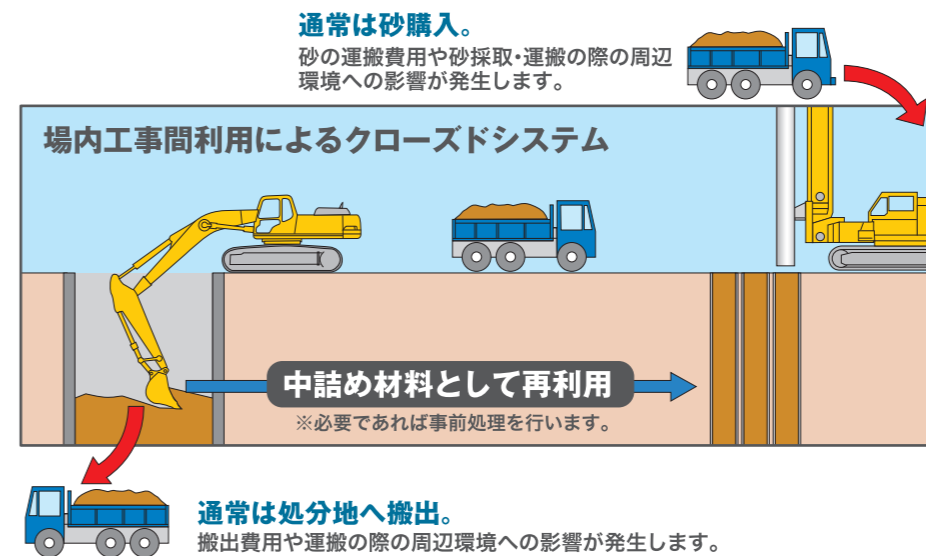 通常は砂購入。
砂の運搬費用や砂採取・運搬の際の周辺
環境への影響が発生します。
場内工事間利用によるクローズドシステム
中詰め材料として再利用
※必要であれば事前処理を行います。
通常は処分地へ搬出。
搬出費用や運搬の際の周辺環境への影響が発生します。